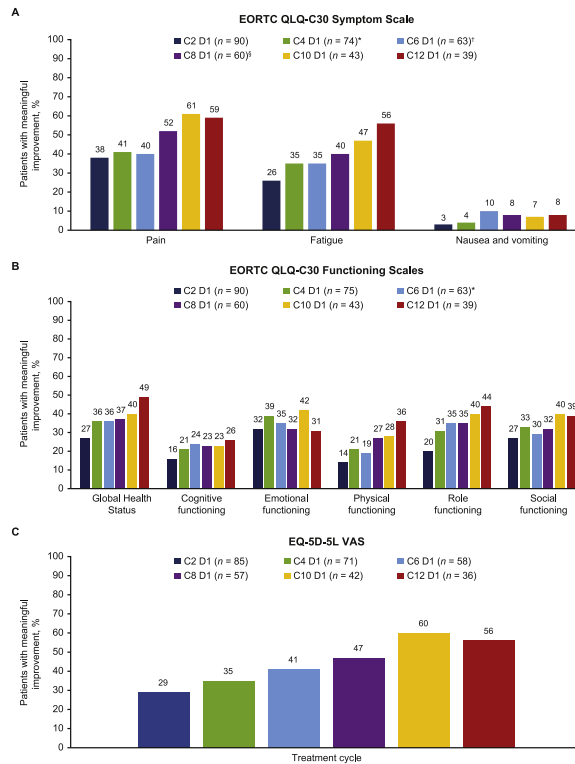 A
EORTC QLQ-C30 Symptom Scale
C2 D1 (n = 90) C4 D1 (n = 74)* C6 D1 (n = 63)†
C8 D1 (n = 60)§ C10 D1 (n = 43) C12 D1 (n = 39)
Patients with meaningful
improvement, %
100
90
80
70
60
50
40
30
20
10
0
38 41 40 52 61 59
26 35 35 40 47 56
3 4 10 8 7 8
Pain Fatigue Nausea and vomiting
B
EORTC QLQ-C30 Functioning Scales
C2 D1 (n = 90) C4 D1 (n = 75) C6 D1 (n = 63)*
C8 D1 (n = 60) C10 D1 (n = 43) C12 D1 (n = 39)
Patients with meaningful
improvement, %
100
90
80
70
60
50
40
30
20
10
0
27 36 36 37 40 49
16 21 24 23 23 26
32 39 35 32 42 31
14 21 19 27 28 36
20 31 35 35 40 44
27 33 30 32 40 39
Global Health Cognitive Emotional Physical Role Social
Status functioning functioning functioning functioning functioning
C
EQ-5D-5L VAS
C2 D1 (n = 85) C4 D1 (n = 71) C6 D1 (n = 58)
C8 D1 (n = 57) C10 D1 (n = 42) C12 D1 (n = 36)
Patients with meaningful
improvement, %
100
90
80
70
60
50
40
30
20
10
0
29 35 41 47 60 56
Treatment cycle